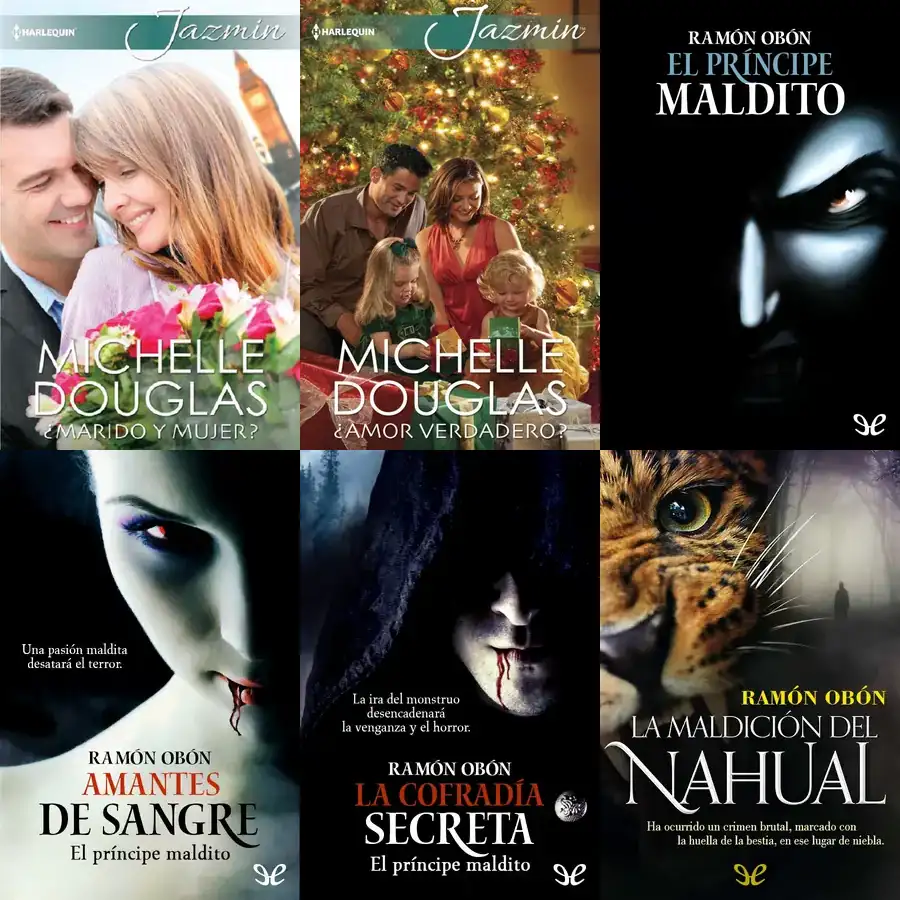 HARLEQUIN
Jazmin
MICHELLE
DOUGLAS
¿MARIDO Y MUJER?
HARLEQUIN
Jazmin
MICHELLE
DOUGLAS
¿AMOR VERDADERO?
RAMÓN OBÓN
EL PRÍNCIPE
MALDITO
Una pasión maldita
desatará el terror.
RAMÓN OBÓN
AMANTES
DE SANGRE
El príncipe maldito
La ira del monstruo
desencadenará
la venganza y el horror.
RAMÓN OBÓN
LA COFRADÍA
SECRETA
El príncipe maldito
RAMÓN OBÓN
LA MALDICIÓN DEL
NAHUAL
Ha ocurrido un crimen brutal, marcado con
la huella de la bestia, en ese lugar de niebla.